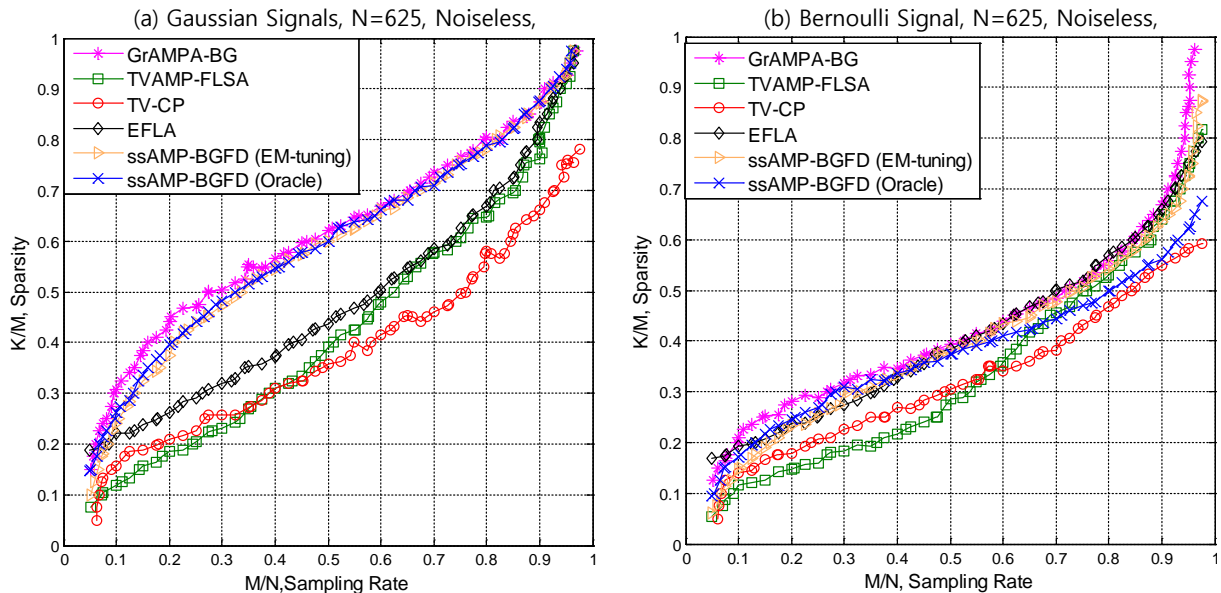 (a) Gaussian Signals, N=625, Noiseless,
K/M, Sparsity
1
0.9
0.8
0.7
0.6
0.5
0.4
0.3
0.2
0.1
0
GrAMPA-BG
TVAMP-FLSA
TV-CP
EFLA
ssAMP-BGFD (EM-tuning)
ssAMP-BGFD (Oracle)
0 0.1 0.2 0.3 0.4 0.5 0.6 0.7 0.8 0.9 1
M/N,Sampling Rate
(b) Bernoulli Signal, N=625, Noiseless,
K/M, Sparsity
1
0.9
0.8
0.7
0.6
0.5
0.4
0.3
0.2
0.1
0
GrAMPA-BG
TVAMP-FLSA
TV-CP
EFLA
ssAMP-BGFD (EM-tuning)
ssAMP-BGFD (Oracle)
0 0.1 0.2 0.3 0.4 0.5 0.6 0.7 0.8 0.9 1
M/N, Sampling Rate